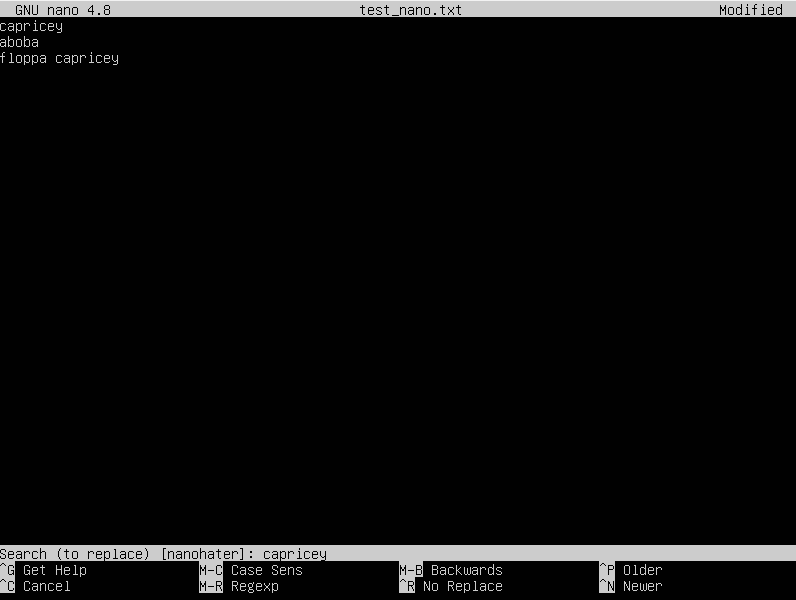 GNU nano 4.8 test_nano.txt Modified
capricey
aboba
floppa capricey
Search (to replace) [nanohater]: capricey
^G Get Help M-C Case Sens M-B Backwards ^P Older
^C Cancel M-R Regexp ^R No Replace ^N Newer